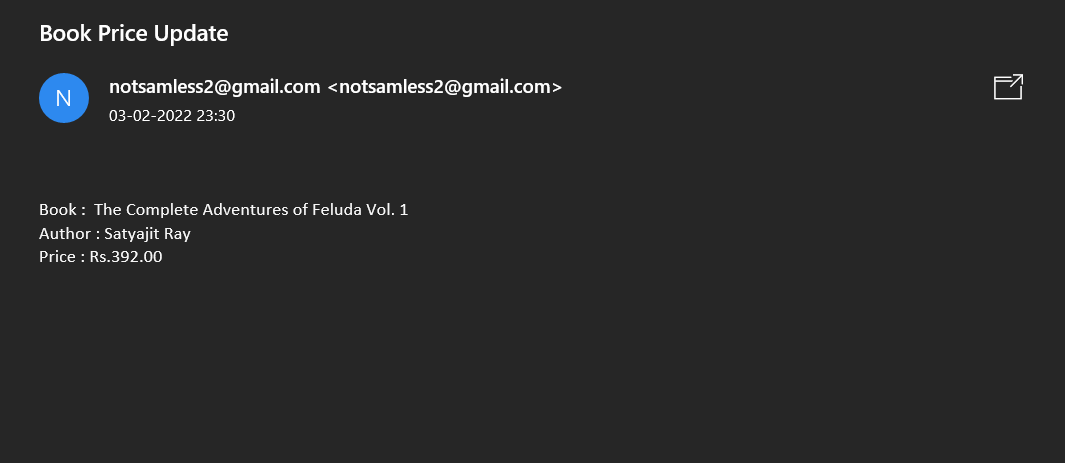 Book Price Update
N
notsamless2@gmail.com <notsamless2@gmail.com>
03-02-2022 23:30
Book :  The Complete Adventures of Feluda Vol. 1
Author : Satyajit Ray
Price : Rs.392.00